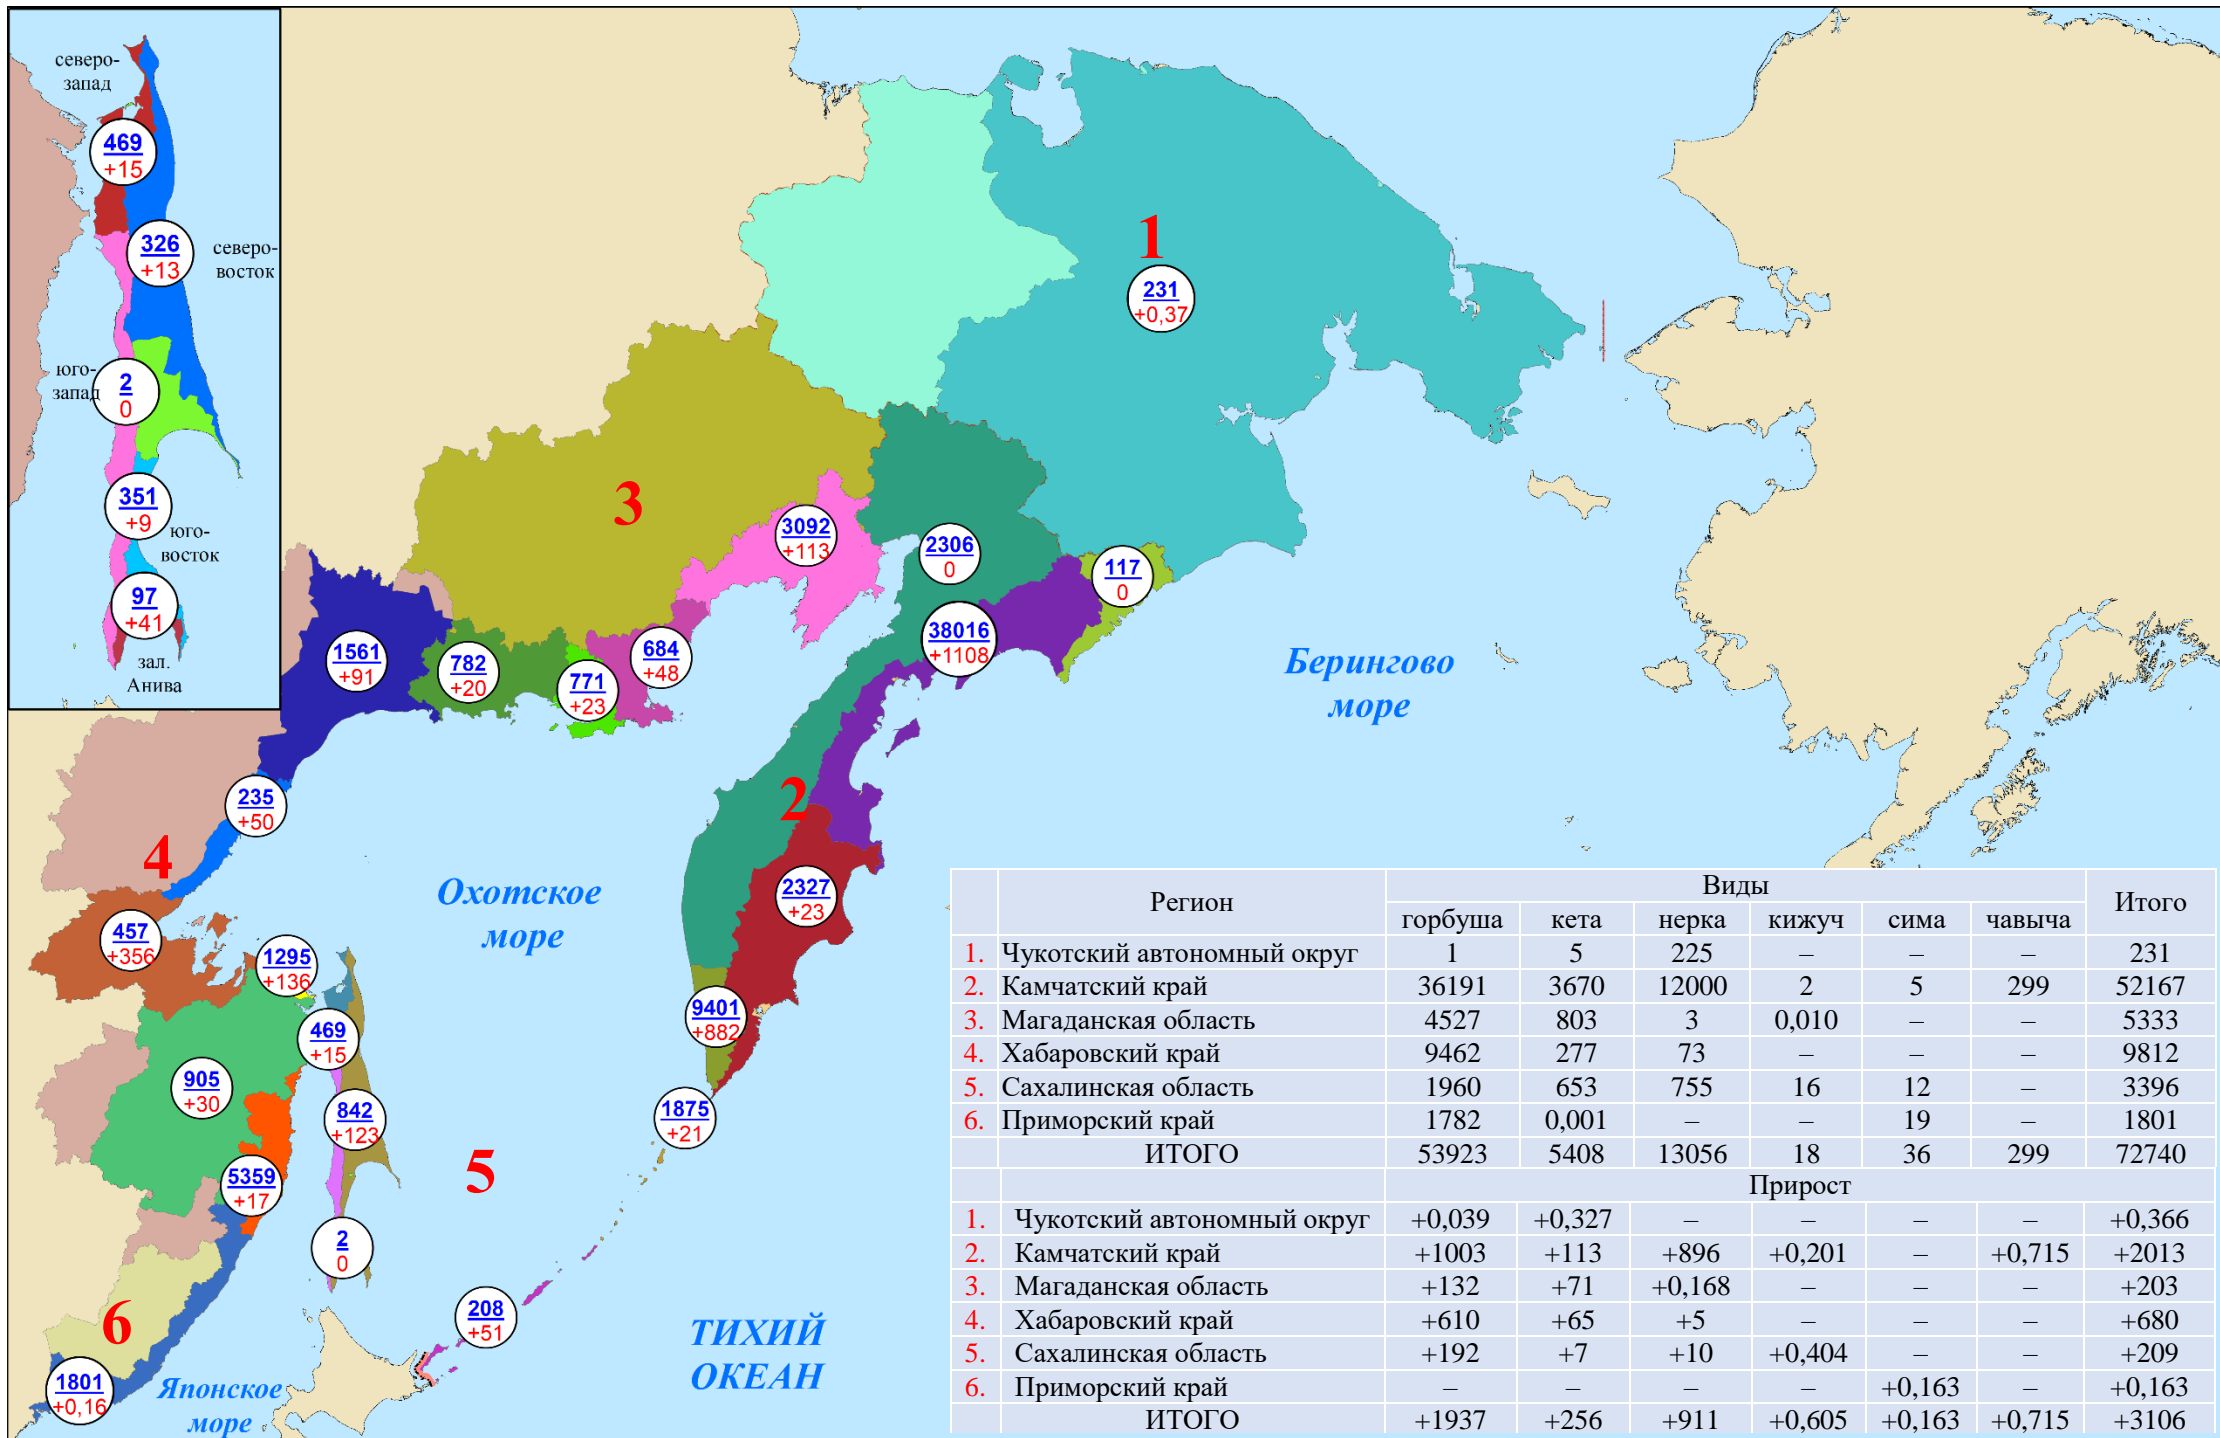 северо-
запад
469
+15
326
+13
северо-
восток
юго-
запад
2
0
351
+9
юго-
восток
97
+41
зал.
Анива
1
231
+0,37
3
3092
+113
2306
0
117
0
38016
+1108
1561
+91
782
+20
771
+23
684
+48
Берингово
море
235
+50
4
2
Охотское
море
2327
+23
457
+356
1295
+136
9401
+882
469
+15
905
+30
842
+123
1875
+21
5
5359
+17
2
0
6
208
+51
ТИХИЙ
ОКЕАН
1801
+0,16
Японское
море
Регион Виды Итого
горбуша кета нерка кижуч сима чавыча
1. Чукотский автономный округ 1 5 225 – – – 231
2. Камчатский край 36191 3670 12000 2 5 299 52167
3. Магаданская область 4527 803 3 0,010 – – 5333
4. Хабаровский край 9462 277 73 – – – 9812
5. Сахалинская область 1960 653 755 16 12 – 3396
6. Приморский край 1782 0,001 – – 19 – 1801
ИТОГО 53923 5408 13056 18 36 299 72740
Прирост
1. Чукотский автономный округ +0,039 +0,327 – – – – +0,366
2. Камчатский край +1003 +113 +896 +0,201 – +0,715 +2013
3. Магаданская область +132 +71 +0,168 – – – +203
4. Хабаровский край +610 +65 +5 – – – +680
5. Сахалинская область +192 +7 +10 +0,404 – – +209
6. Приморский край – – – – +0,163 – +0,163
ИТОГО +1937 +256 +911 +0,605 +0,163 +0,715 +3106